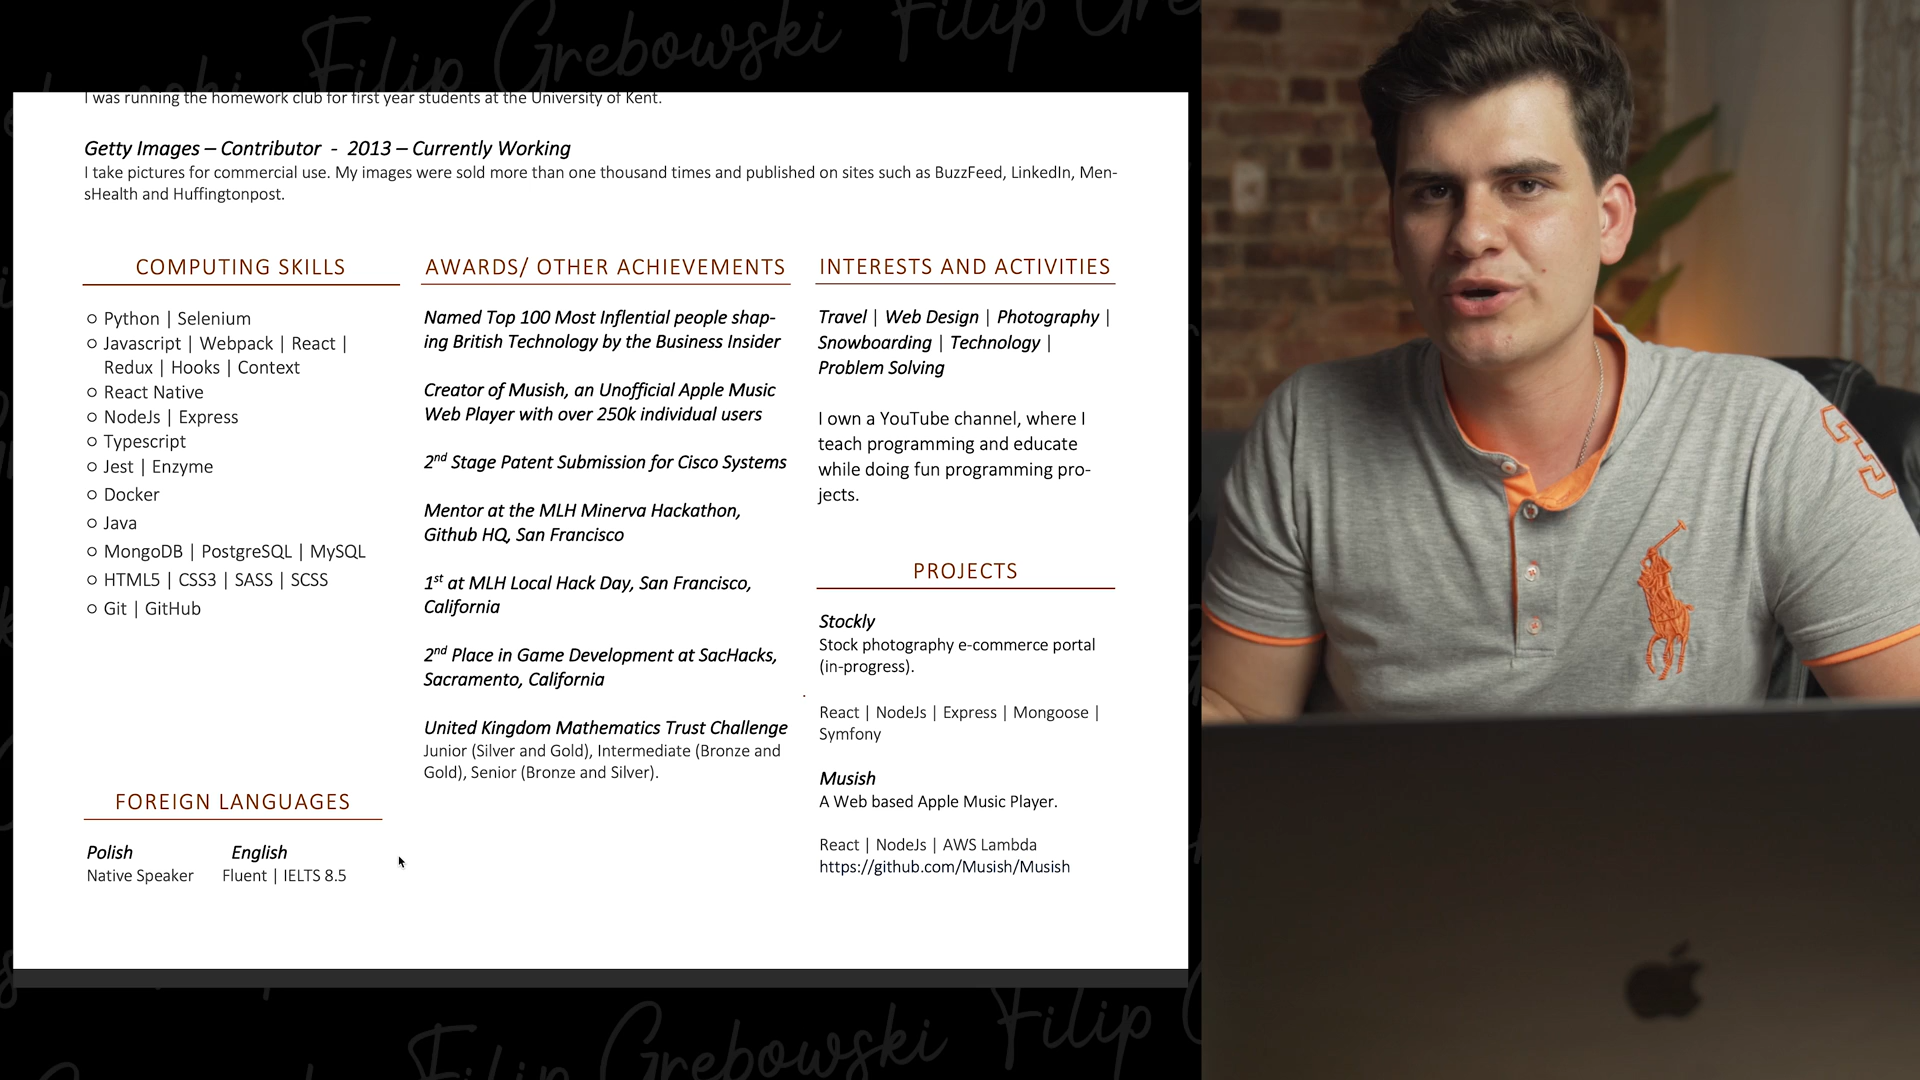 Filip Grebowski
I was running the homework club for first year students at the University of Kent.
Getty Images – Contributor - 2013 – Currently Working
I take pictures for commercial use. My images were sold more than one thousand times and published on sites such as BuzzFeed, LinkedIn, Men-
sHealth and Huffingtonpost.
COMPUTING SKILLS
Python | Selenium
Javascript | Webpack | React |
Redux | Hooks | Context
React Native
NodeJs | Express
Typescript
Jest | Enzyme
Docker
Java
MongoDB | PostgreSQL | MySQL
HTML5 | CSS3 | SASS | SCSS
Git | GitHub
FOREIGN LANGUAGES
Polish English
Native Speaker Fluent | IELTS 8.5
AWARDS/ OTHER ACHIEVEMENTS
Named Top 100 Most Inflential people shap-
ing British Technology by the Business Insider
Creator of Musish, an Unofficial Apple Music
Web Player with over 250k individual users
2nd Stage Patent Submission for Cisco Systems
Mentor at the MLH Minerva Hackathon,
Github HQ, San Francisco
1st at MLH Local Hack Day, San Francisco,
California
2nd Place in Game Development at SacHacks,
Sacramento, California
United Kingdom Mathematics Trust Challenge
Junior (Silver and Gold), Intermediate (Bronze and
Gold), Senior (Bronze and Silver).
INTERESTS AND ACTIVITIES
Travel | Web Design | Photography |
Snowboarding | Technology |
Problem Solving
I own a YouTube channel, where I
teach programming and educate
while doing fun programming pro-
jects.
PROJECTS
Stockly
Stock photography e-commerce portal
(in-progress).
React | NodeJs | Express | Mongoose |
Symfony
Musish
A Web based Apple Music Player.
React | NodeJs | AWS Lambda
https://github.com/Musish/Musish
3
Filip Grebowski Filip